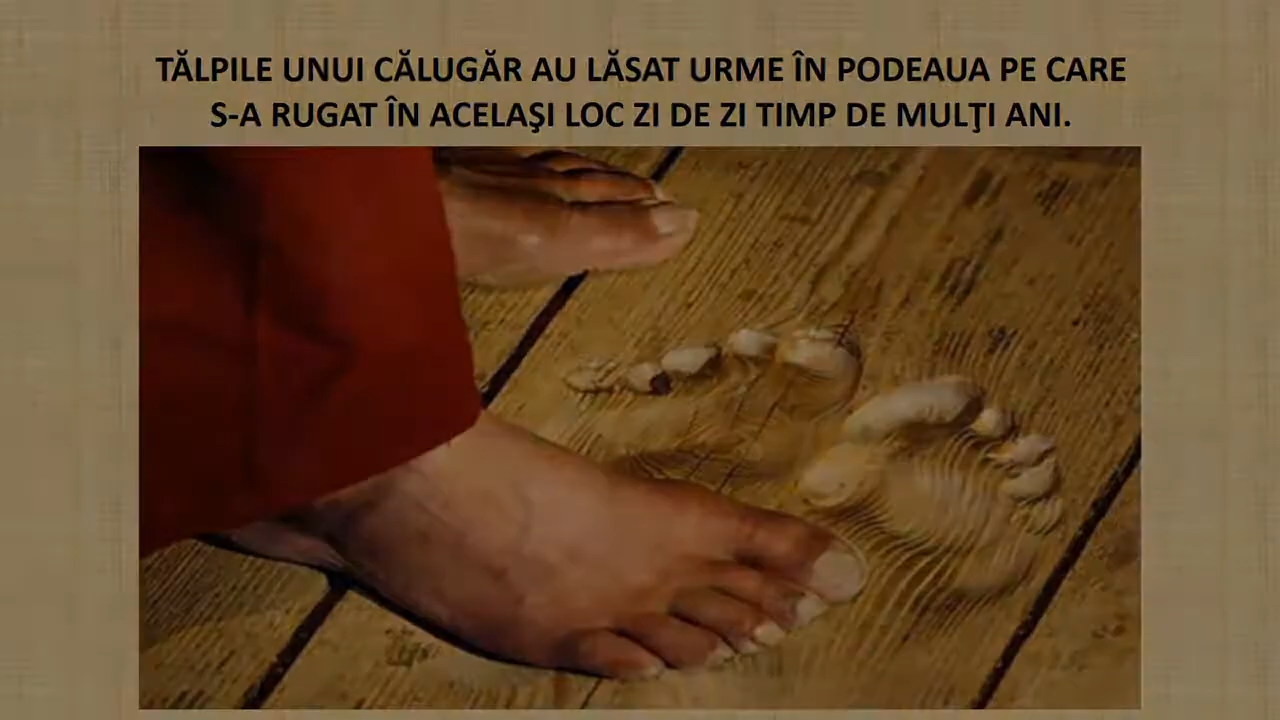 TĂLPILE UNUI CĂLUGĂR AU LĂSAT URME ÎN PODEAUA PE CARE
S-A RUGAT ÎN ACELAŞI LOC ZI DE ZI TIMP DE MULŢI ANI.